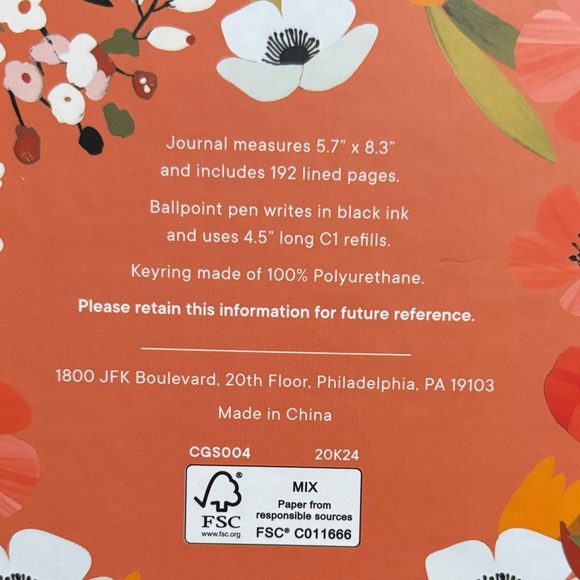 Journal measures 5.7” x 8.3”
and includes 192 lined pages.
Ballpoint pen writes in black ink
and uses 4.5” long C1 refills.
Keyring made of 100% Polyurethane.
Please retain this information for future reference.
1800 JFK Boulevard, 20th Floor, Philadelphia, PA 19103
Made in China
CGS004 20K24
®
FSC
www.fsc.org
MIX
Paper from
responsible sources
FSC® C011666